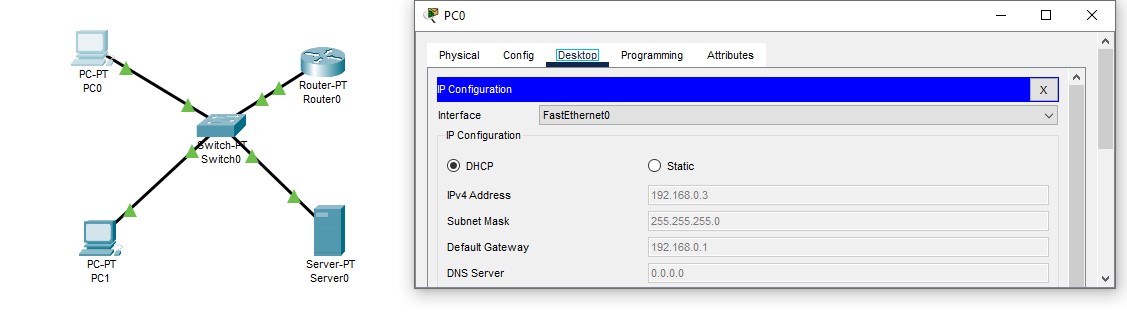 PC-PT
PC0
Router-PT
Router0
Switch-PT
Switch0
PC-PT
PC1
Server-PT
Server0
PC0
Physical Config Desktop Programming Attributes
IP Configuration X
Interface FastEthernet0
IP Configuration
DHCP Static
IPv4 Address 192.168.0.3
Subnet Mask 255.255.255.0
Default Gateway 192.168.0.1
DNS Server 0.0.0.0